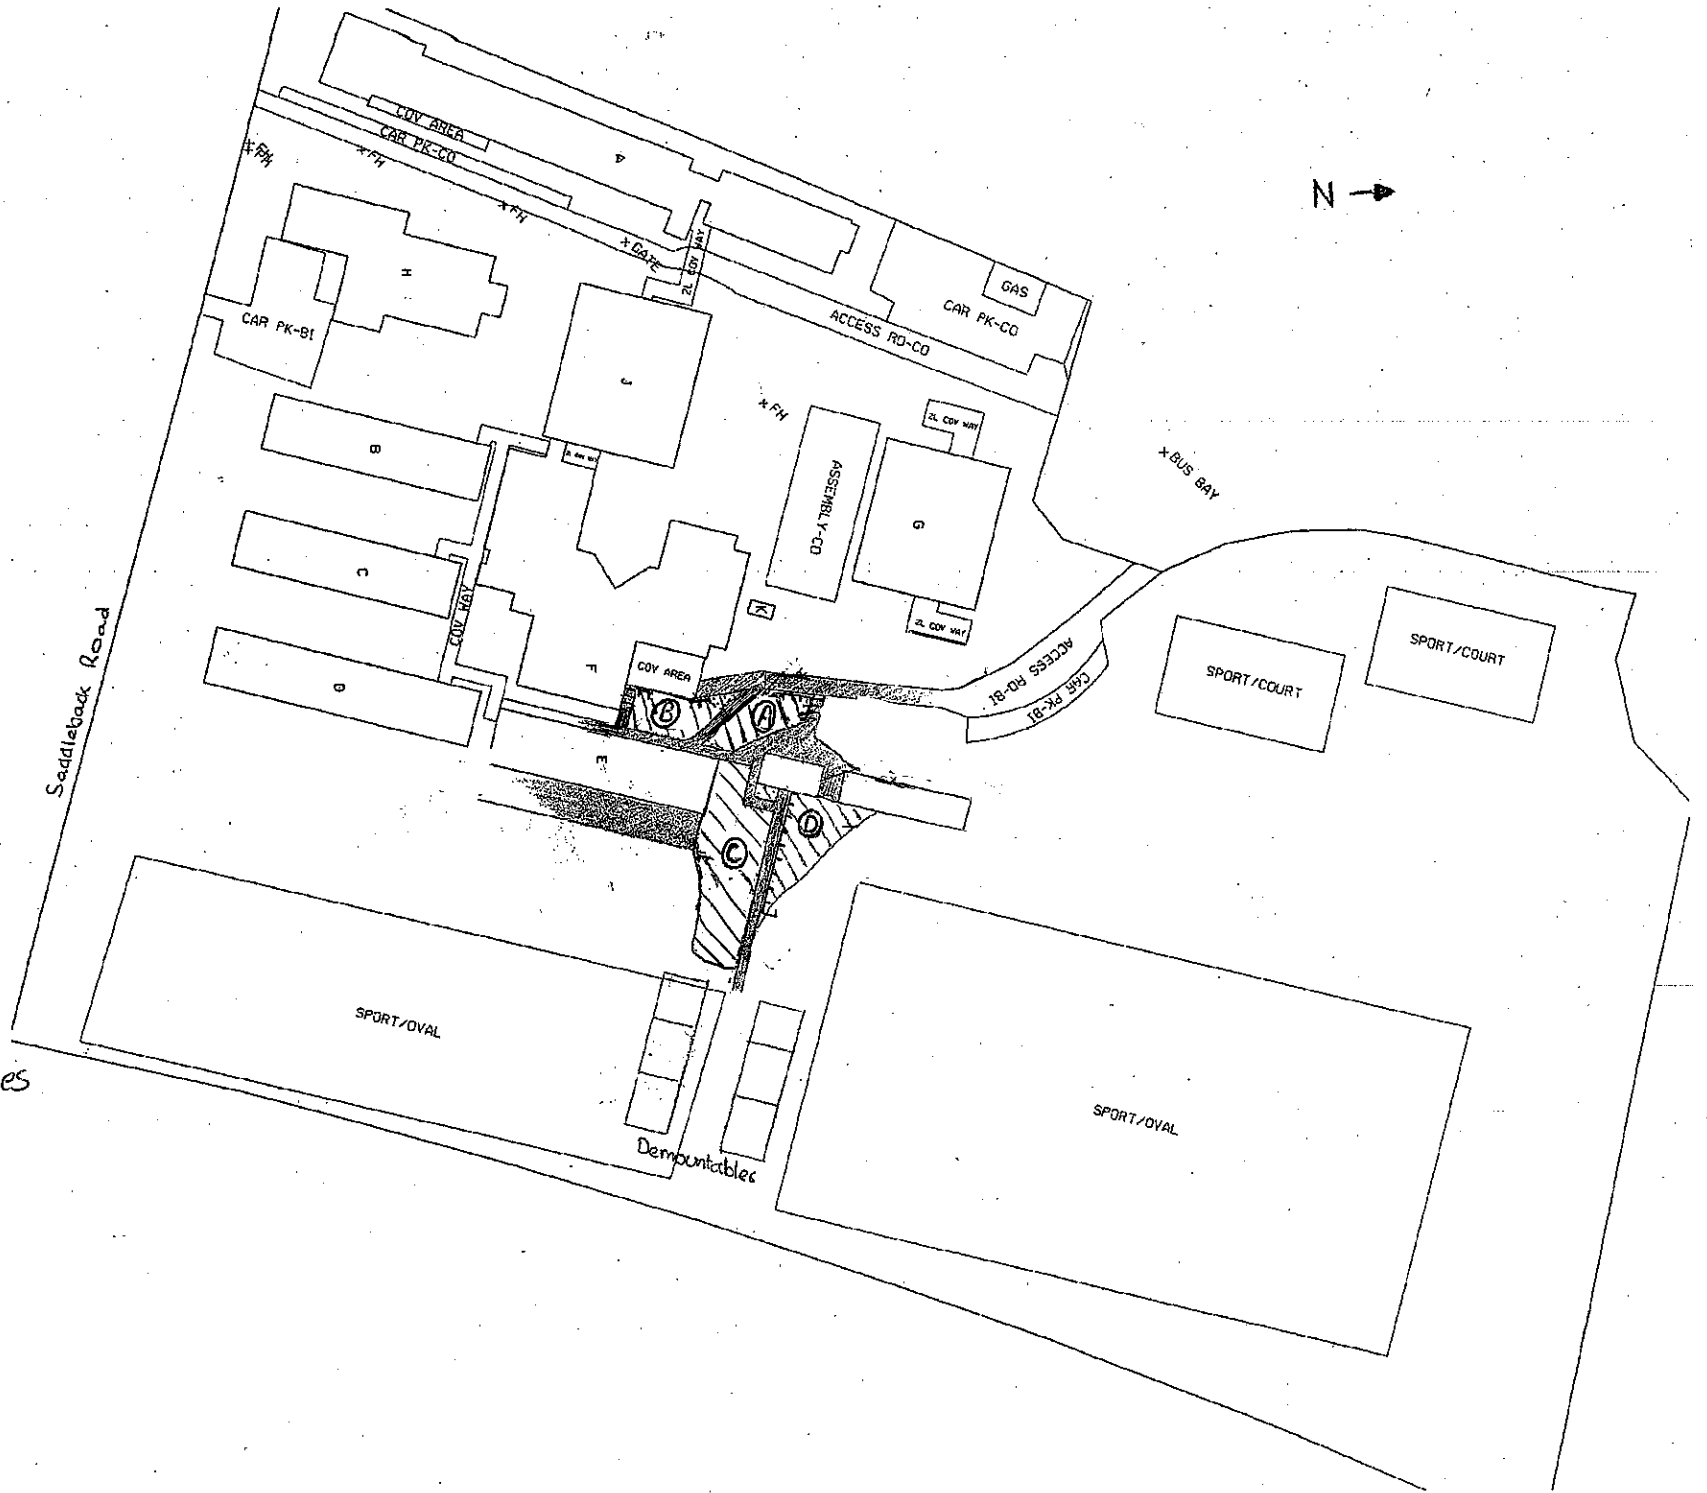 COV AREA
CAR PK-CO
A
N
x FH
x FH
x FH
x GATE
2L COV WAY
GAS
CAR PK-CO
ACCESS RD-CO
H
CAR PK-BI
J
x FH
2L COV WAY
B
ASSEMBLY-CO
G
x BUS BAY
C
COV WAY
K
2L COV WAY
ACCESS RD-BI
CAR PK-BI
SPORT/COURT
SPORT/COURT
Saddleback Road
D
F
COV AREA
B
A
E
D
C
SPORT/OVAL
es
SPORT/OVAL
Demountables